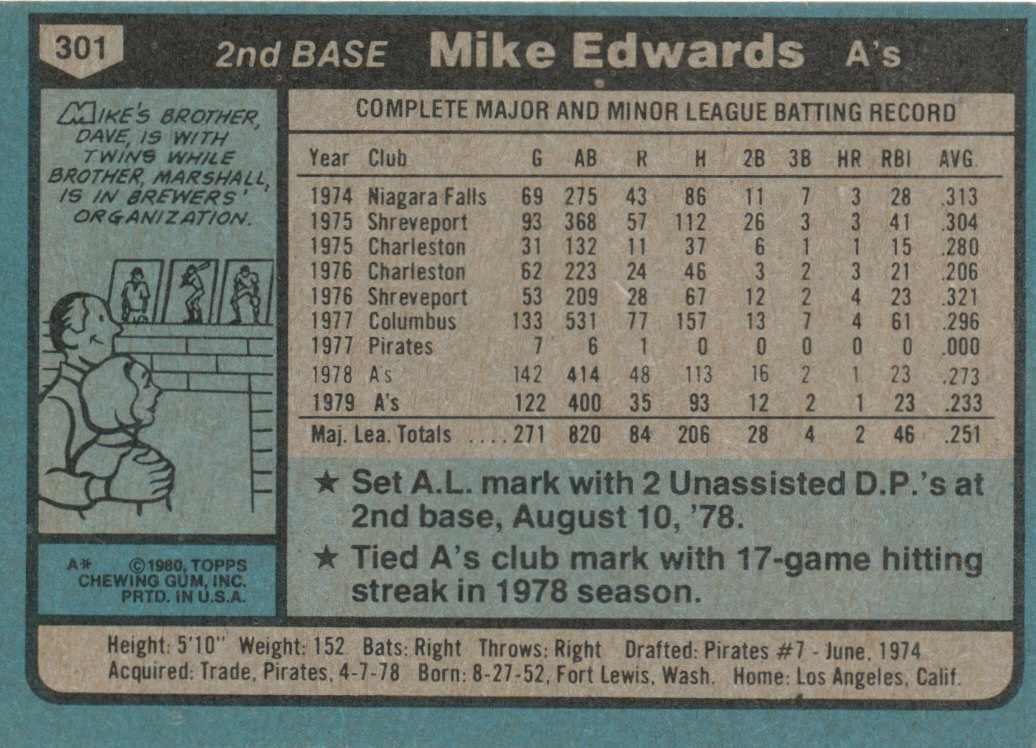 301 2nd BASE Mike Edwards A's
MIKE'S BROTHER,
DAVE, IS WITH
TWINS WHILE
BROTHER, MARSHALL,
IS IN BREWERS'
ORGANIZATION.
COMPLETE MAJOR AND MINOR LEAGUE BATTING RECORD
Year Club G AB R H 2B 3B HR RBI AVG.
1974 Niagara Falls 69 275 43 86 11 7 3 28 .313
1975 Shreveport 93 368 57 112 26 3 3 41 .304
1975 Charleston 31 132 11 37 6 1 1 15 .280
1976 Charleston 62 223 24 46 3 2 3 21 .206
1976 Shreveport 53 209 28 67 12 2 4 23 .321
1977 Columbus 133 531 77 157 13 7 4 61 .296
1977 Pirates 7 6 1 0 0 0 0 0 .000
1978 A's 142 414 48 113 16 2 1 23 .273
1979 A's 122 400 35 93 12 2 1 23 .233
Maj. Lea. Totals ....271 820 84 206 28 4 2 46 .251
★ Set A.L. mark with 2 Unassisted D.P.'s at
2nd base, August 10, '78.
★ Tied A's club mark with 17-game hitting
streak in 1978 season.
A* ©1980, TOPPS
CHEWING GUM, INC.
PRTD. IN U.S.A.
Height: 5'10" Weight: 152 Bats: Right Throws: Right Drafted: Pirates #7 - June, 1974
Acquired: Trade, Pirates, 4-7-78 Born: 8-27-52, Fort Lewis, Wash. Home: Los Angeles, Calif.